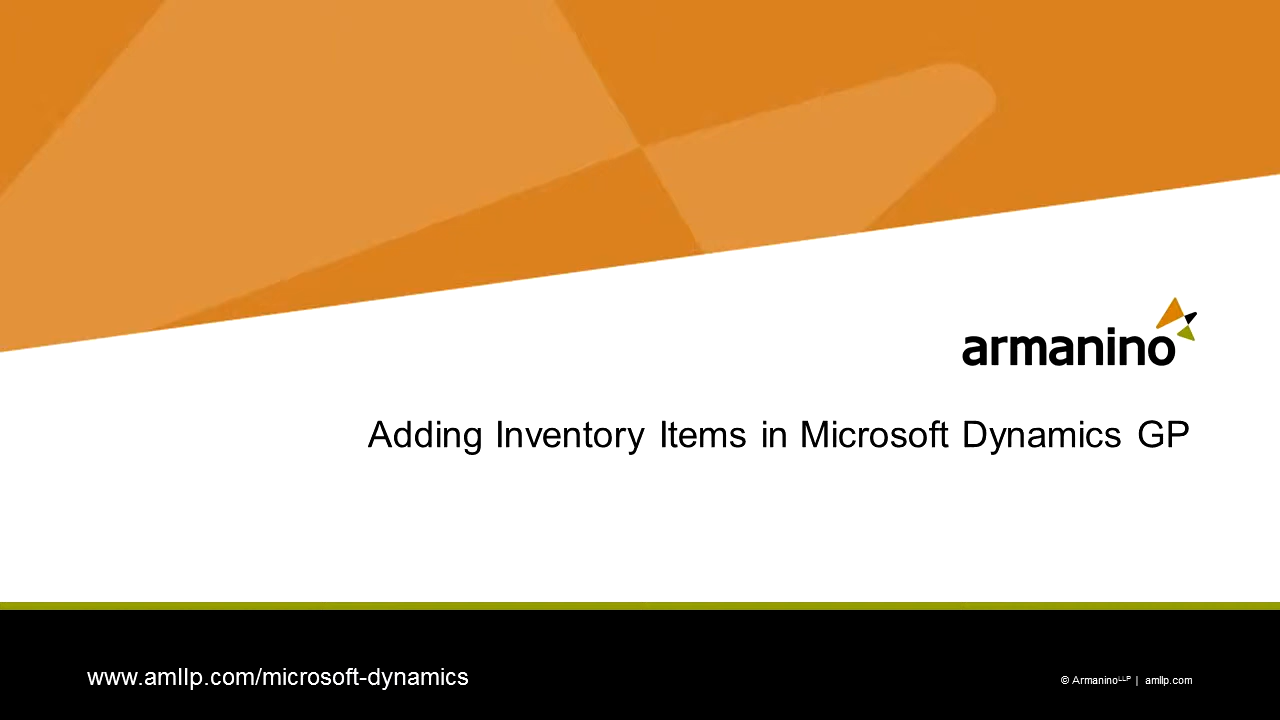 armanino
Adding Inventory Items in Microsoft Dynamics GP
www.amllp.com/microsoft-dynamics
© Armanino LLP | amllp.com